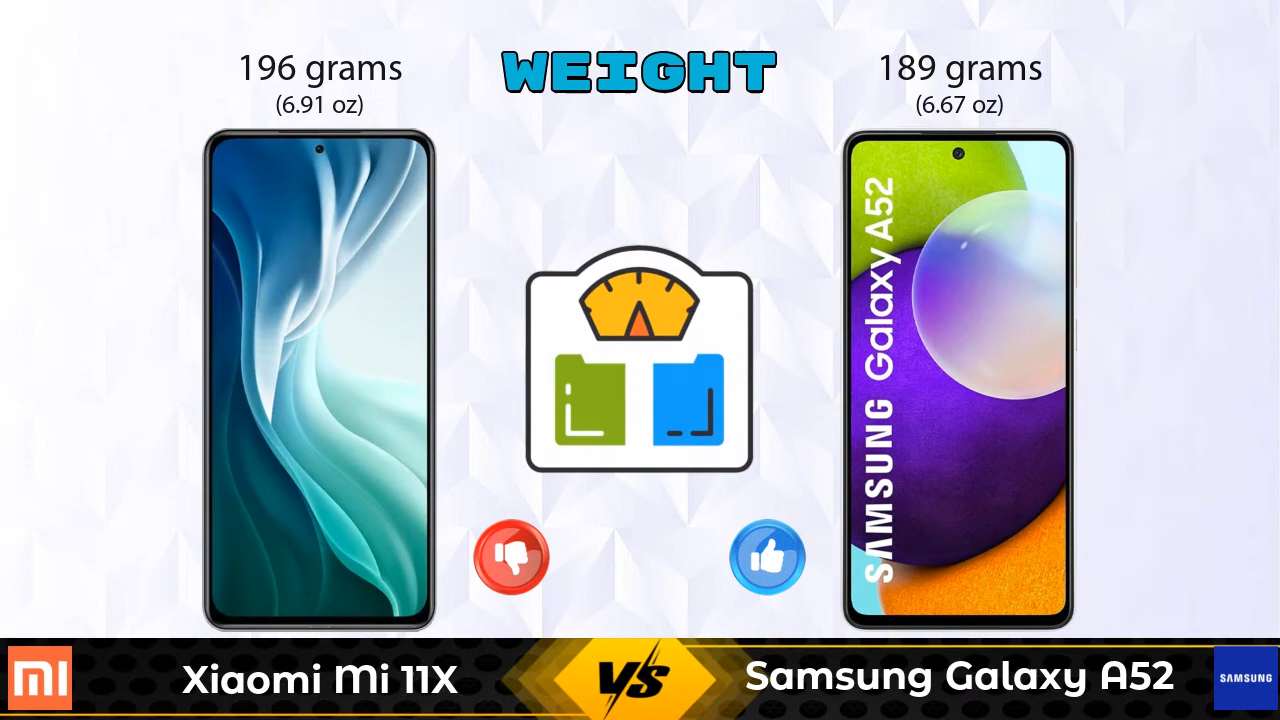 WEIGHT
196 grams
(6.91 oz)
189 grams
(6.67 oz)
SAMSUNG Galaxy A52
MI
Xiaomi Mi 11X
VS
Samsung Galaxy A52
SAMSUNG